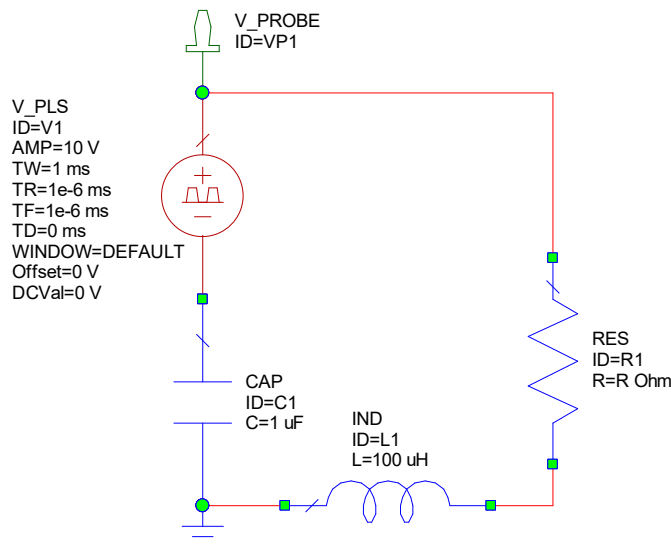 V_PROBE
ID=VP1
V_PLS
ID=V1
AMP=10 V
TW=1 ms
TR=1e-6 ms
TF=1e-6 ms
TD=0 ms
WINDOW=DEFAULT
Offset=0 V
DCVal=0 V
CAP
ID=C1
C=1 uF
IND
ID=L1
L=100 uH
RES
ID=R1
R=R Ohm